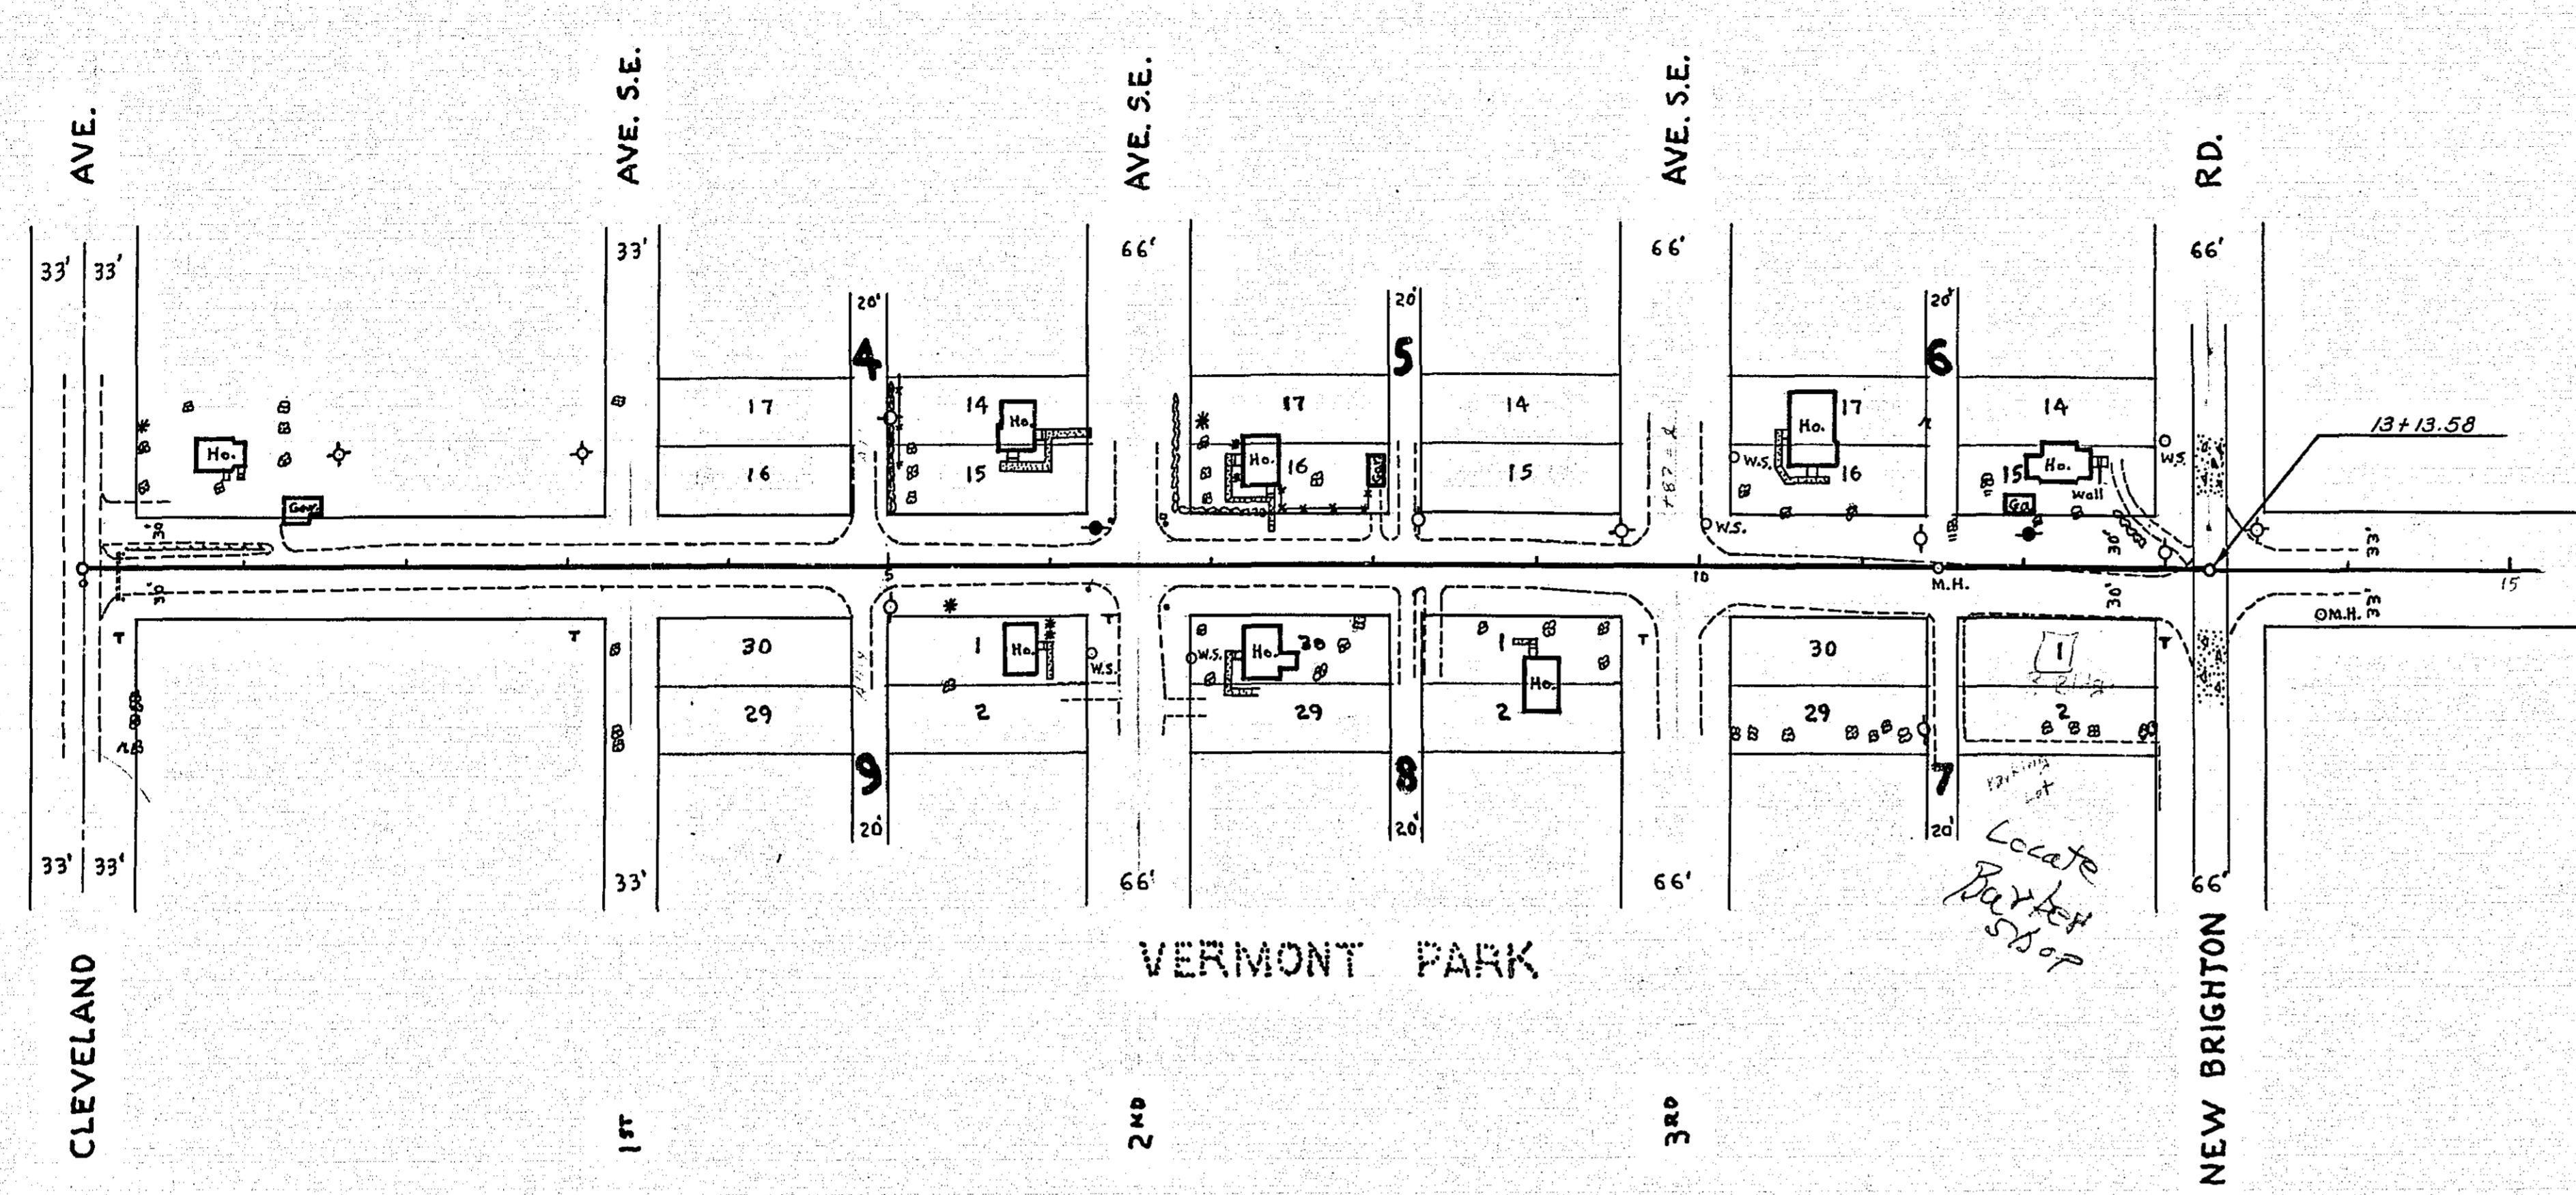 AVE.
AVE. S.E.
AVE. S.E.
AVE. S.E.
RD.
33' 33'
33'
66'
66'
66'
20'
20'
20'
4
5
6
17
14
17
14
17
14
13+13.58
Ho.
Ho.
Ho.
Ho.
Ho.
16
15
16
15
16
15
W.S.
W.S.
Gar.
Gar
Ga
Wall
W.S.
30'
30'
33'
5
10
15
M.H.
30'
30'
M.H.
33'
T
T
T
T
T
30
1
Ho.
W.S.
W.S.
Ho.
30
1
Ho.
30
1
29
2
29
2
29
2
9
8
7
Parking
Lot
20'
20'
20'
33' 33'
33'
66'
66'
66'
Locate
Barber
Shop
VERMONT PARK
CLEVELAND
1ST
2ND
3RD
NEW BRIGHTON